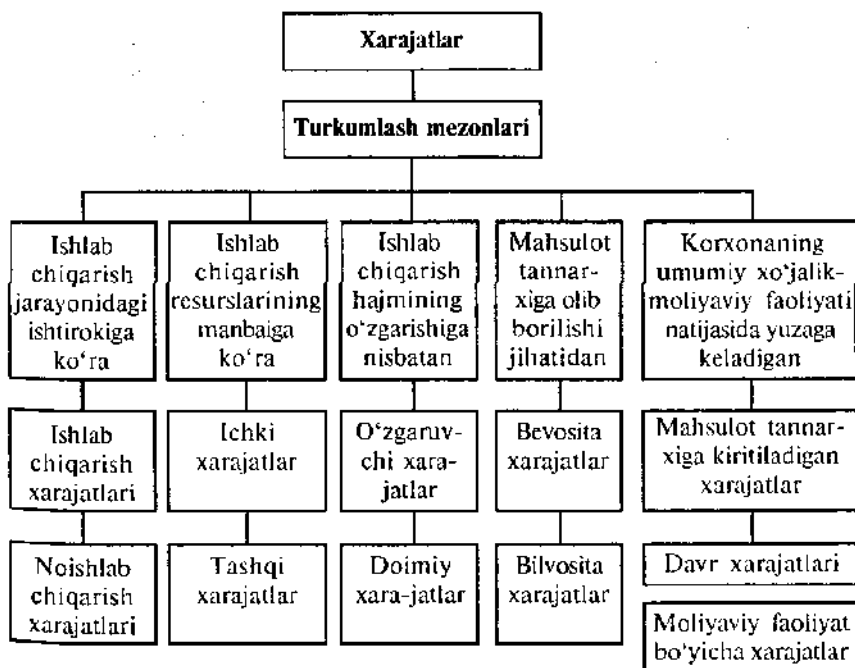 Xarajatlar
Turkumlash mezonlari
Ishlab
chiqarish
jarayonidagi
ishtirokiga
ko‘ra
Ishlab
chiqarish
resurslarining
manbaiga
ko‘ra
Ishlab
chiqarish
hajmining
o‘zgarishiga
nisbatan
Mahsulot
tannar-
xiga olib
borilishi
jihatidan
Korxonaning
umumiy xo‘jalik-
moliyaviy faoliyati
natijasida yuzaga
keladigan
Ishlab
chiqarish
xarajatlari
Ichki
xarajatlar
O‘zgaruv-
chi xara-
jatlar
Bevosita
xarajatlar
Mahsulot tannar-
xiga kiritiladigan
xarajatlar
Noishlab
chiqarish
xarajatlari
Tashqi
xarajatlar
Doimiy
xara-jatlar
Bilvosita
xarajatlar
Davr xarajatlari
Moliyaviy faoliyat
bo‘yicha xarajatlar